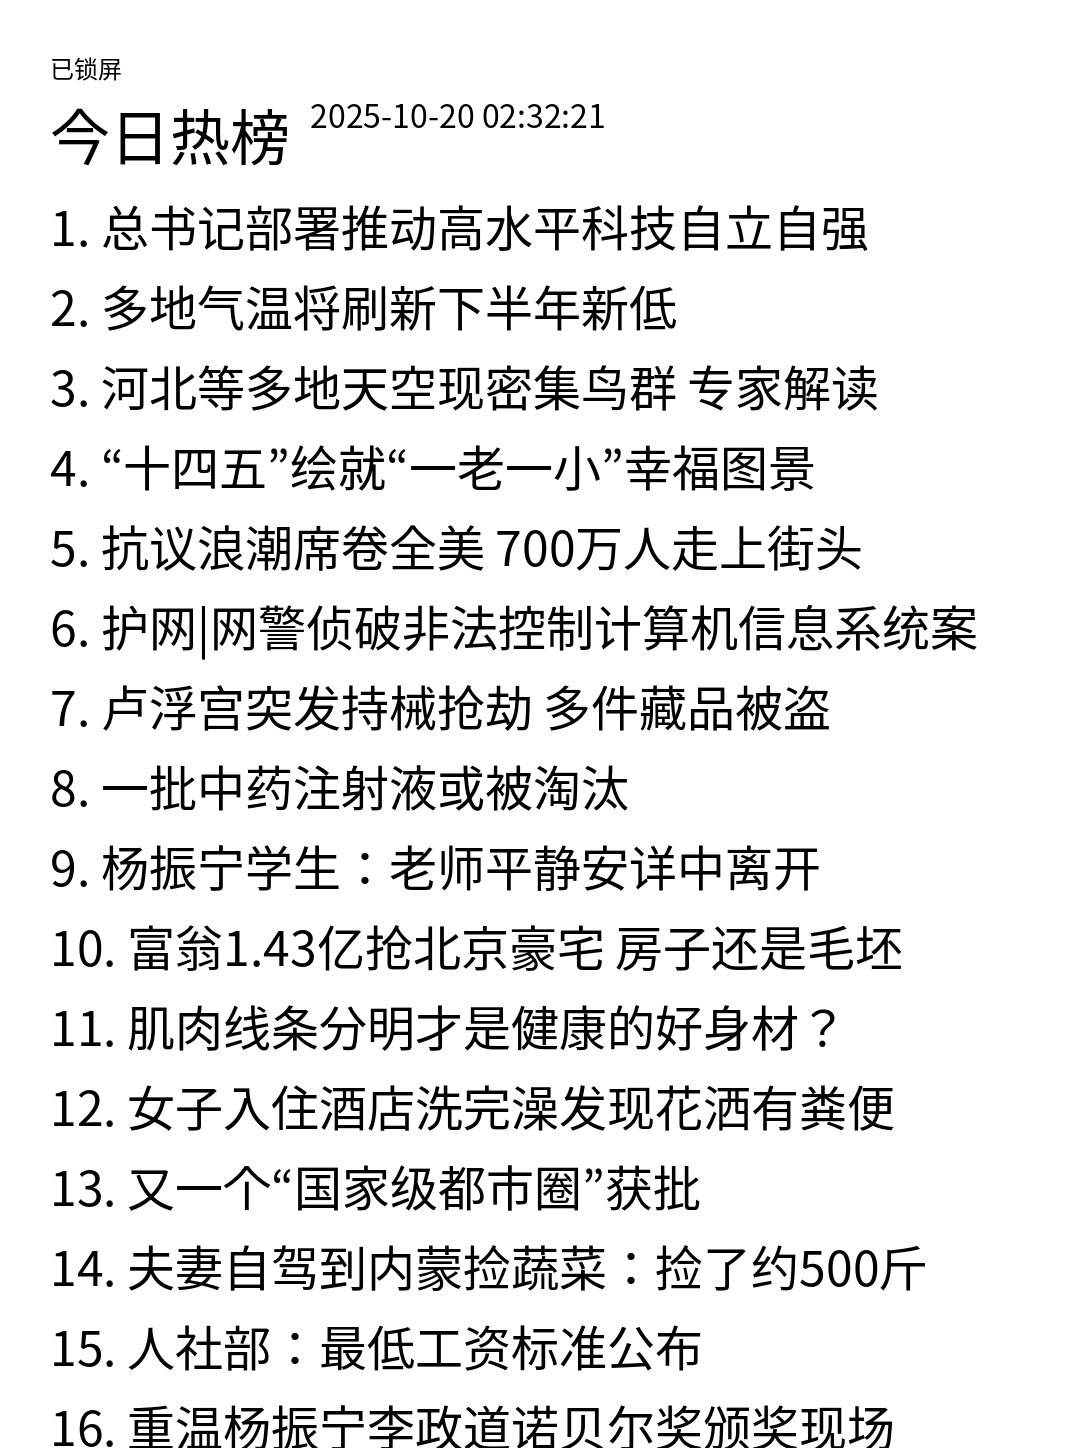 已锁屏
今日热榜 2025-10-20 02:32:21
1. 总书记部署推动高水平科技自立自强
2. 多地气温将刷新下半年新低
3. 河北等多地天空现密集鸟群 专家解读
4. “十四五”绘就“一老一小”幸福图景
5. 抗议浪潮席卷全美 700万人走上街头
6. 护网|网警侦破非法控制计算机信息系统案
7. 卢浮宫突发持械抢劫 多件藏品被盗
8. 一批中药注射液或被淘汰
9. 杨振宁学生：老师平静安详中离开
10. 富翁1.43亿抢北京豪宅 房子还是毛坯
11. 肌肉线条分明才是健康的好身材？
12. 女子入住酒店洗完澡发现花洒有粪便
13. 又一个“国家级都市圈”获批
14. 夫妻自驾到内蒙捡蔬菜：捡了约500斤
15. 人社部：最低工资标准公布
16. 重温杨振宁李政道诺贝尔奖颁奖现场